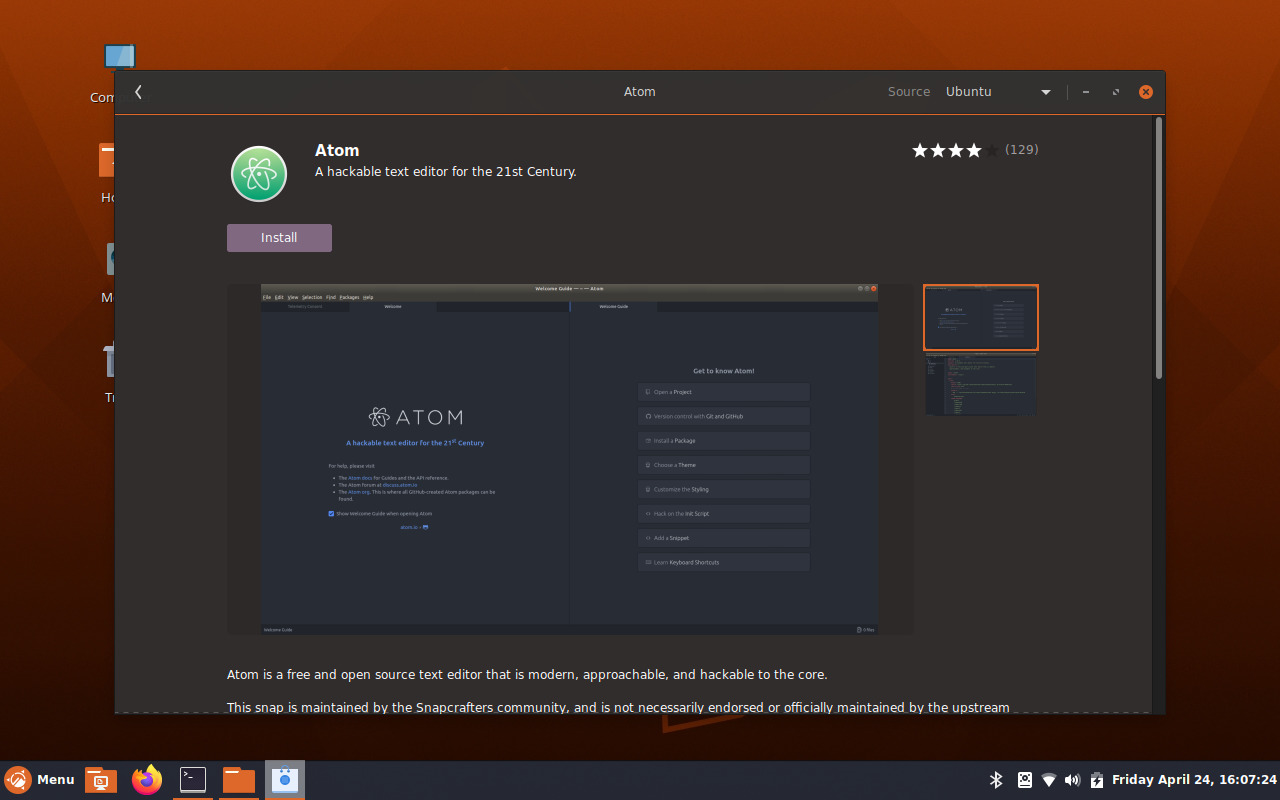 Atom
Source Ubuntu
Atom
(129)
A hackable text editor for the 21st Century.
Install
Welcome Guide — ~ — Atom
File Edit View Selection Find Packages Help
Telemetry Consent
Welcome
Welcome Guide
ATOM
A hackable text editor for the 21st Century
For help, please visit
The Atom docs for Guides and the API reference.
The Atom forum at discuss.atom.io
The Atom org. This is where all GitHub-created Atom packages can be
found.
Show Welcome Guide when opening Atom
atom.io ×
Get to know Atom!
Open a Project
Version control with Git and GitHub
Install a Package
Choose a Theme
Customize the Styling
Hack on the Init Script
Add a Snippet
Learn Keyboard Shortcuts
Welcome Guide
0 files
ATOM
Atom is a free and open source text editor that is modern, approachable, and hackable to the core.
This snap is maintained by the Snapcrafters community, and is not necessarily endorsed or officially maintained by the upstream
Menu
Friday April 24, 16:07:24